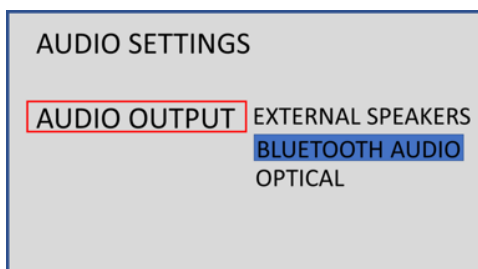 AUDIO SETTINGS
AUDIO OUTPUT EXTERNAL SPEAKERS
BLUETOOTH AUDIO
OPTICAL